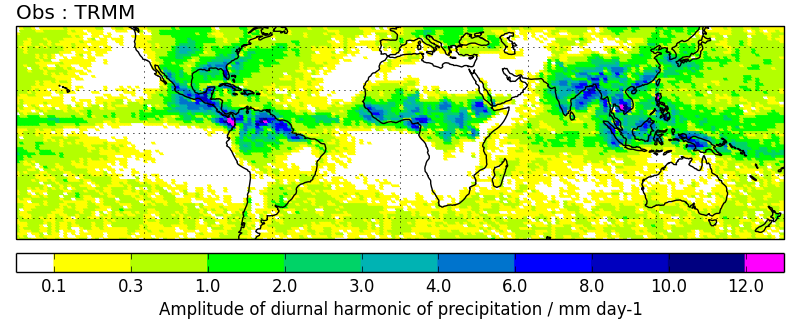 Obs : TRMM
0.1 0.3 1.0 2.0 3.0 4.0 6.0 8.0 10.0 12.0
Amplitude of diurnal harmonic of precipitation / mm day-1